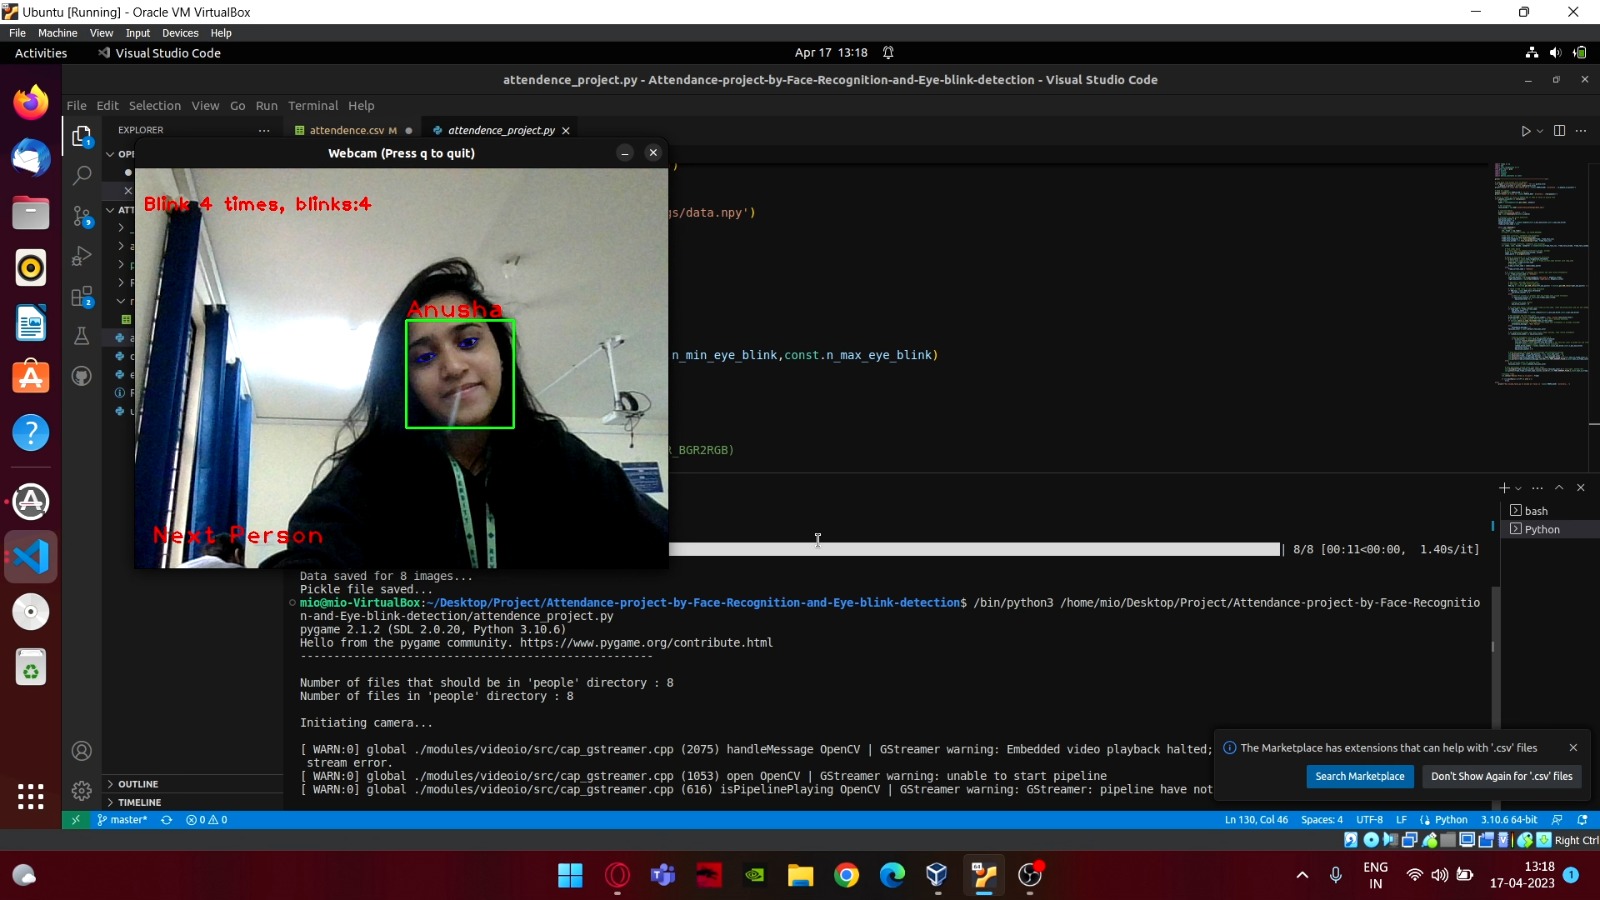 Ubuntu [Running] - Oracle VM VirtualBox
File Machine View Input Devices Help
Activities Visual Studio Code Apr 17 13:18
attendence_project.py - Attendance-project-by-Face-Recognition-and-Eye-blink-detection - Visual Studio Code
File Edit Selection View Go Run Terminal Help
EXPLORER ... attendence.csv M attendence_project.py
Webcam (Press q to quit)
Blink 4 times, blinks:4
gs/data.npy')
Anusha
n_min_eye_blink,const.n_max_eye_blink)
_BGR2RGB)
Next Person
bash
Python
8/8 [00:11<00:00, 1.40s/it]
Data saved for 8 images...
Pickle file saved...
mio@mio-VirtualBox:~/Desktop/Project/Attendance-project-by-Face-Recognition-and-Eye-blink-detection$ /bin/python3 /home/mio/Desktop/Project/Attendance-project-by-Face-Recognitio
n-and-Eye-blink-detection/attendence_project.py
pygame 2.1.2 (SDL 2.0.20, Python 3.10.6)
Hello from the pygame community. https://www.pygame.org/contribute.html
-----------------------------------------------------
Number of files that should be in 'people' directory : 8
Number of files in 'people' directory : 8
Initiating camera...
[ WARN:0] global ./modules/videoio/src/cap_gstreamer.cpp (2075) handleMessage OpenCV | GStreamer warning: Embedded video playback halted;
stream error.
[ WARN:0] global ./modules/videoio/src/cap_gstreamer.cpp (1053) open OpenCV | GStreamer warning: unable to start pipeline
[ WARN:0] global ./modules/videoio/src/cap_gstreamer.cpp (616) isPipelinePlaying OpenCV | GStreamer warning: GStreamer: pipeline have not
The Marketplace has extensions that can help with '.csv' files
Search Marketplace Don't Show Again for '.csv' files
OUTLINE
TIMELINE
master* 0 0 Ln 130, Col 46 Spaces: 4 UTF-8 LF Python 3.10.6 64-bit
Right Ctrl
ENG
IN
13:18
17-04-2023
1